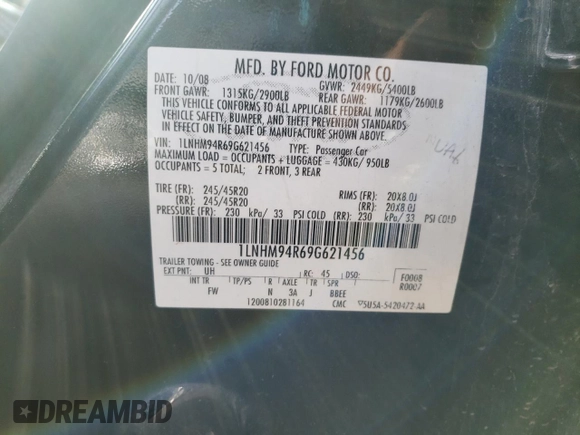 MFD. BY FORD MOTOR CO.
DATE: 10/08 GVWR: 2449KG/5400LB
FRONT GAWR: 1315KG/2900LB REAR GAWR: 1179KG/2600LB
THIS VEHICLE CONFORMS TO ALL APPLICABLE FEDERAL MOTOR
VEHICLE SAFETY, BUMPER, AND THEFT PREVENTION STANDARDS
IN EFFECT ON THE DATE OF MANUFACTURE SHOWN ABOVE.
VIN: 1LNHM94R69G621456 TYPE: Passenger Car
MAXIMUM LOAD = OCCUPANTS + LUGGAGE = 430KG/ 950LB
OCCUPANTS = 5 TOTAL; 2 FRONT, 3 REAR
TIRE (FR): 245/45R20 RIMS (FR): 20X8.0J
(RR): 245/45R20 (RR): 20X8.0J
PRESSURE (FR): 230 kPa/ 33 PSI COLD (RR): 230 kPa/ 33 PSI COLD
1LNHM94R69G621456
TRAILER TOWING - SEE OWNER GUIDE
EXT PNT: UH RC: 45 DSO: F0008
INT TR TP/PS R AXLE TR SPR R0007
FW N 3A J BBEE
1200810281164 CMC 5U5A-5420472-AA
DREAMBID